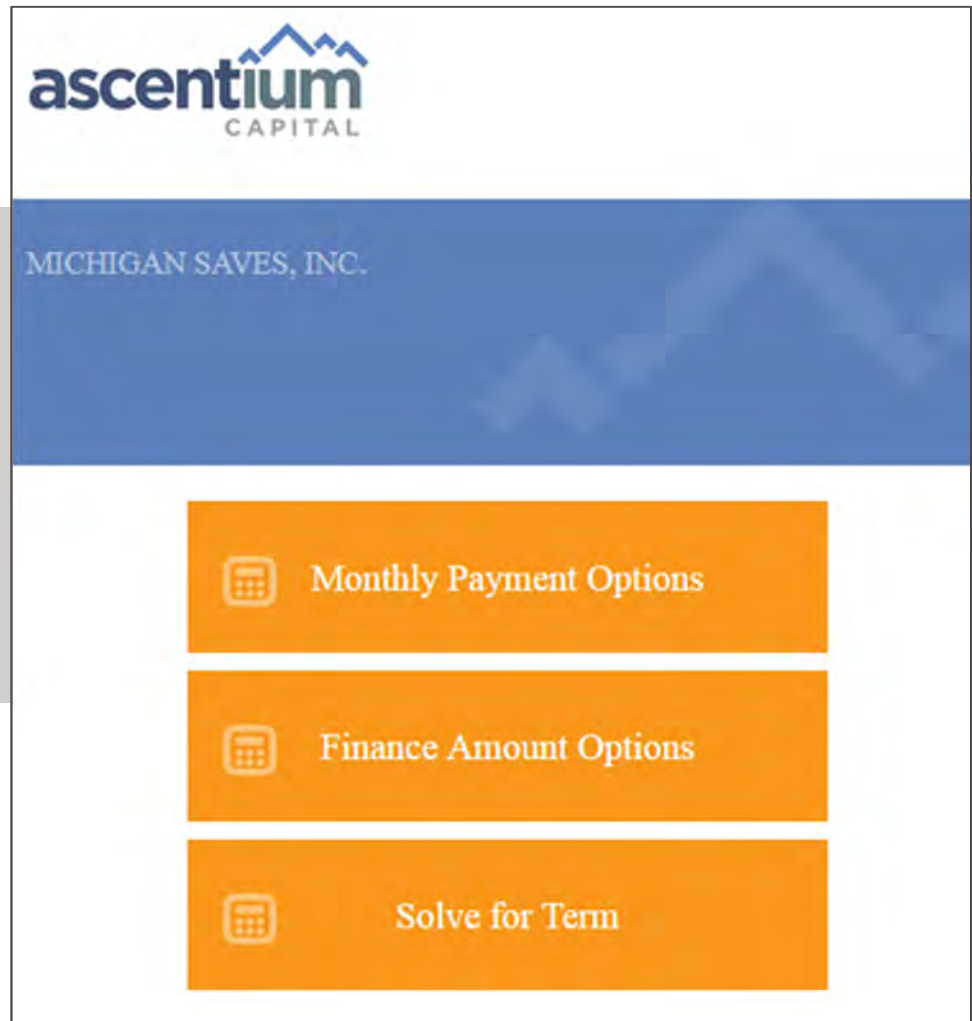 ascentium
CAPITAL
MICHIGAN SAVES, INC.
Monthly Payment Options
Finance Amount Options
Solve for Term